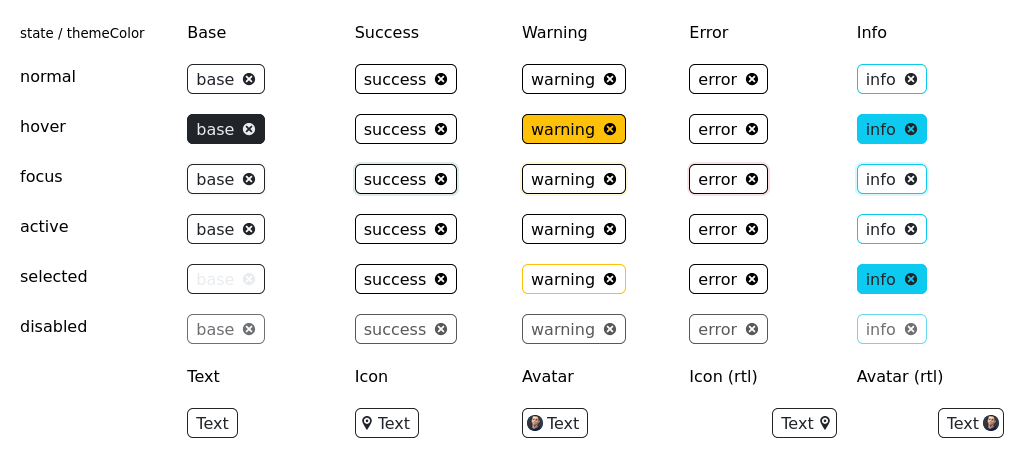 state / themeColor Base Success Warning Error Info
normal base success warning error info
hover base success warning error info
focus base success warning error info
active base success warning error info
selected base success warning error info
disabled base success warning error info
Text Icon Avatar Icon (rtl) Avatar (rtl)
Text Text Text Text Text